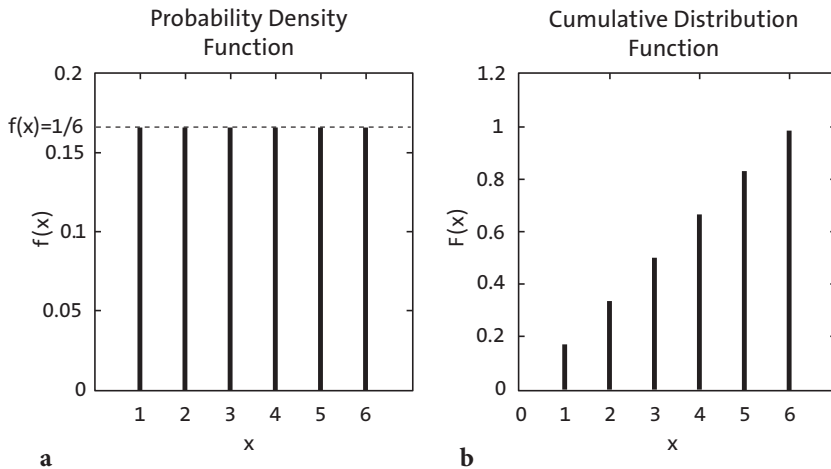 Probability Density
Function
0.2
f(x)=1/6
0.15
0.1
0.05
0
f(x)
1 2 3 4 5 6
x
a
Cumulative Distribution
Function
1.2
1
0.8
0.6
0.4
0.2
0
F(x)
0 1 2 3 4 5 6
x
b